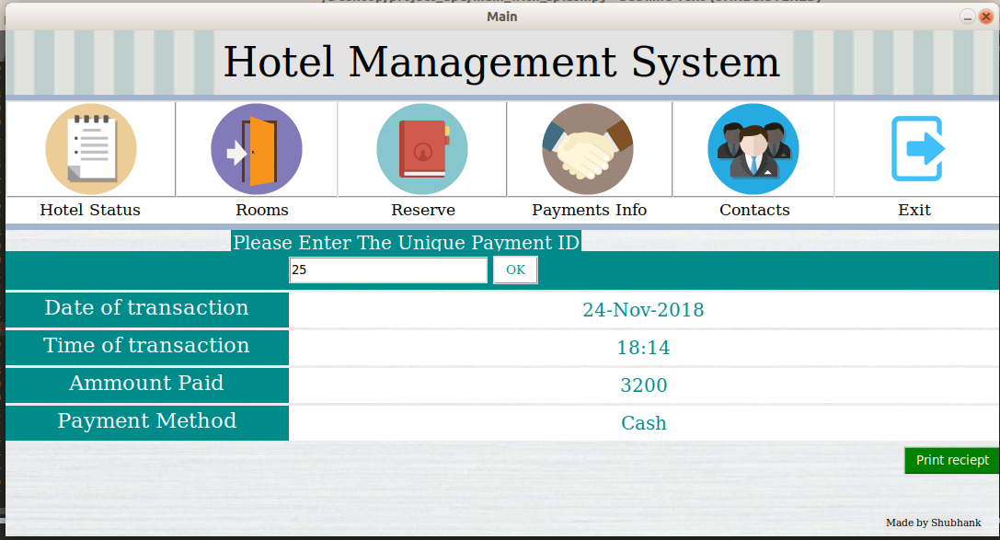 Main
Hotel Management System
Hotel Status
Rooms
Reserve
Payments Info
Contacts
Exit
Please Enter The Unique Payment ID
25
OK
Date of transaction
24-Nov-2018
Time of transaction
18:14
Ammount Paid
3200
Payment Method
Cash
Print reciept
Made by Shubhank